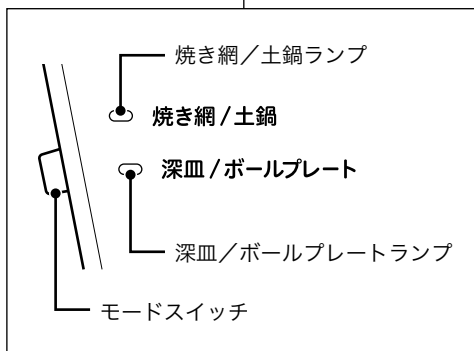 焼き網／土鍋ランプ
焼き網/土鍋
深皿/ボールプレート
深皿／ボールプレートランプ
モードスイッチ